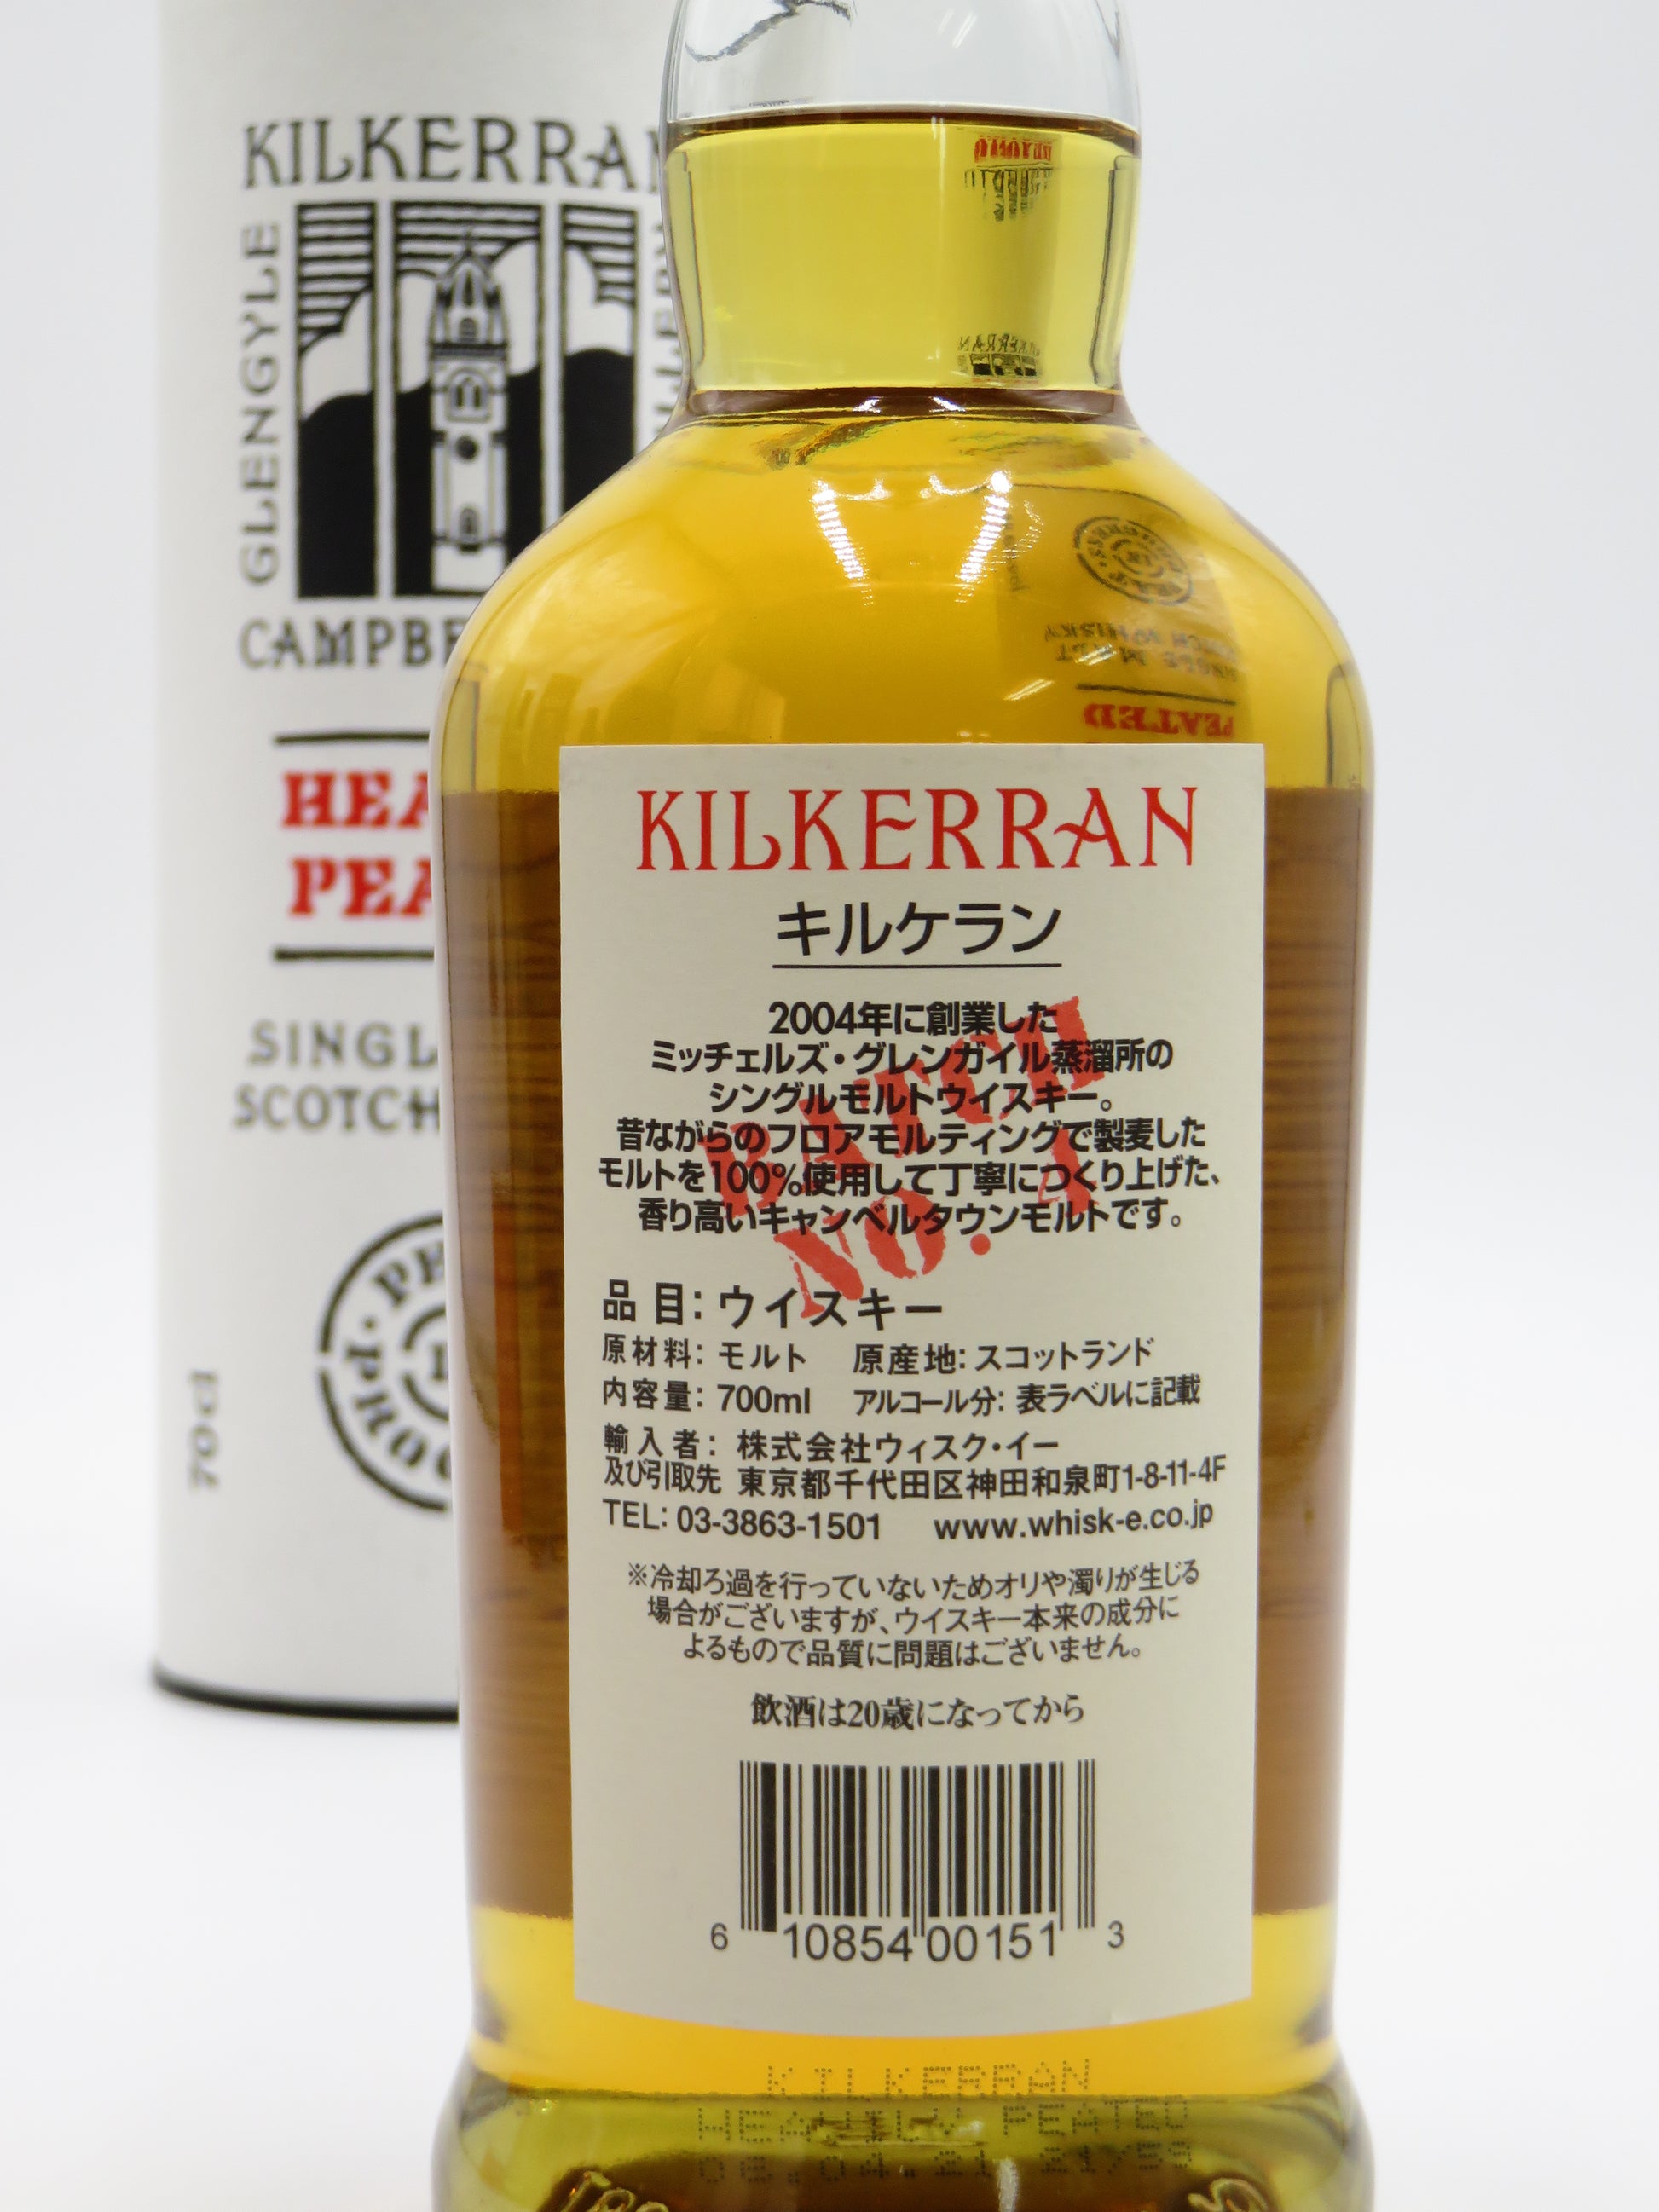 KILKERRAN
GLENGYLE
70cl
KILKERRAN
キルケラン
2004年に創業した
ミッチェルズ・グレンガイル蒸溜所の
シングルモルトウイスキー。
昔ながらのフロアモルティングで製麦した
モルトを100%使用して丁寧につくり上げた、
香り高いキャンベルタウンモルトです。
BATCH
NO. 4
品目: ウイスキー
原材料: モルト 原産地: スコットランド
内容量: 700ml アルコール分: 表ラベルに記載
輸入者: 株式会社ウィスク・イー
及び引取先 東京都千代田区神田和泉町1-8-11-4F
TEL: 03-3863-1501 www.whisk-e.co.jp
※冷却ろ過を行っていないためオリや濁りが生じる
場合がございますが、ウイスキー本来の成分に
よるもので品質に問題はございません。
飲酒は20歳になってから
6 10854 00151 3
KILKERRAN
HEAVILY PEATED